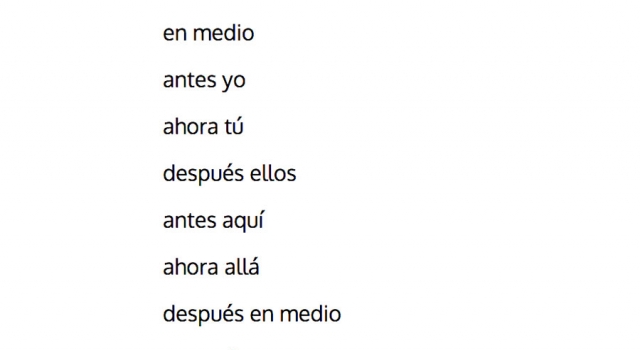 en medio
antes yo
ahora tú
después ellos
antes aquí
ahora allá
después en medio